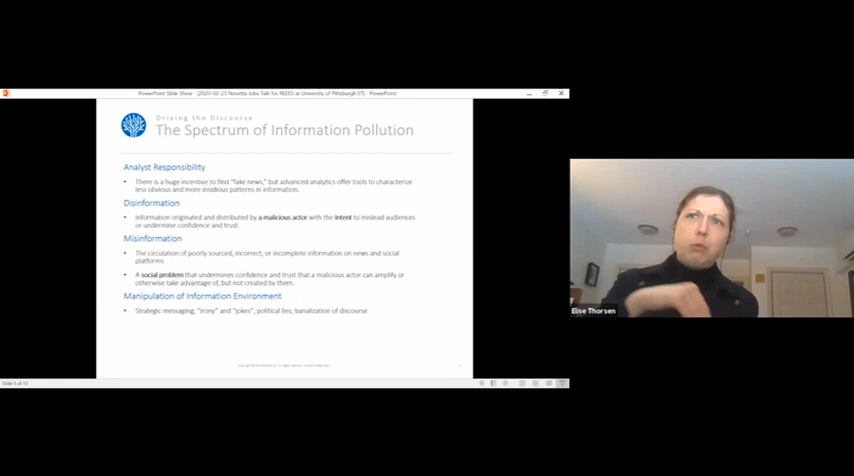 PowerPoint Slide Show - [2020-02-23 Novetta Jobs Talk for REEES at University of Pittsburgh ET] - PowerPoint
Driving the Discourse
The Spectrum of Information Pollution
Analyst Responsibility
• There is a huge incentive to find "fake news," but advanced analytics offer tools to characterize
less obvious and more insidious patterns in information.
Disinformation
• Information originated and distributed by a malicious actor with the intent to mislead audiences
or undermine confidence and trust.
Misinformation
• The circulation of poorly sourced, incorrect, or incomplete information on news and social
platforms
• A social problem that undermines confidence and trust that a malicious actor can amplify or
otherwise take advantage of, but not created by them.
Manipulation of Information Environment
• Strategic messaging; "irony" and "jokes"; political lies; banalization of discourse
Elise Thorsen